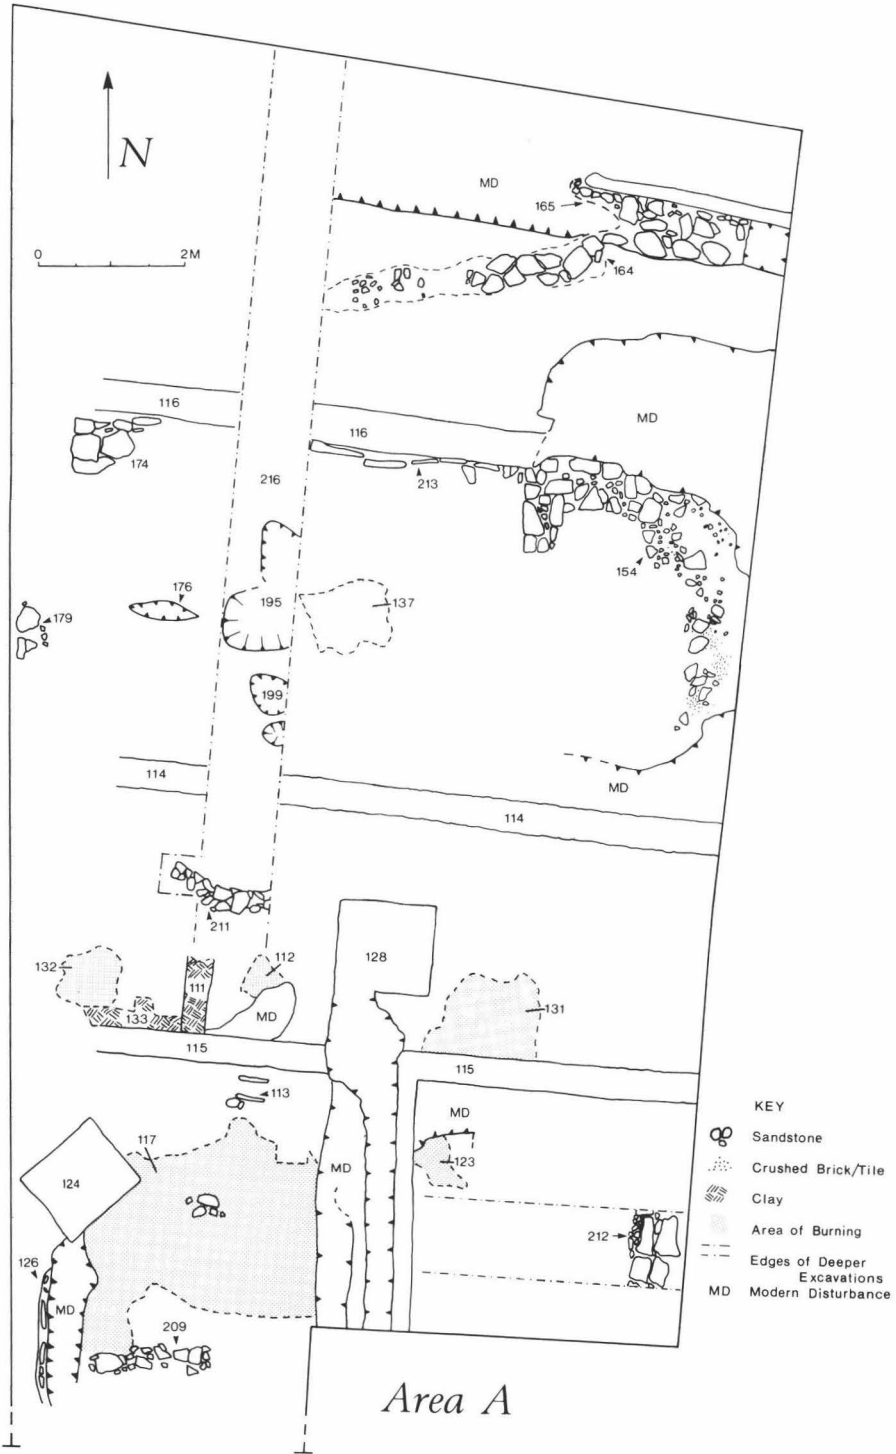 N
MD
165
0 2M
164
116
MD
116
174
213
216
154
176
179
195
137
199
MD
114
114
211
132
112
128
111
131
133
MD
115
115
113
KEY
MD
Sandstone
117
123
Crushed Brick/Tile
MD
124
Clay
Area of Burning
212
126
Edges of Deeper
Excavations
MD
MD Modern Disturbance
209
Area A